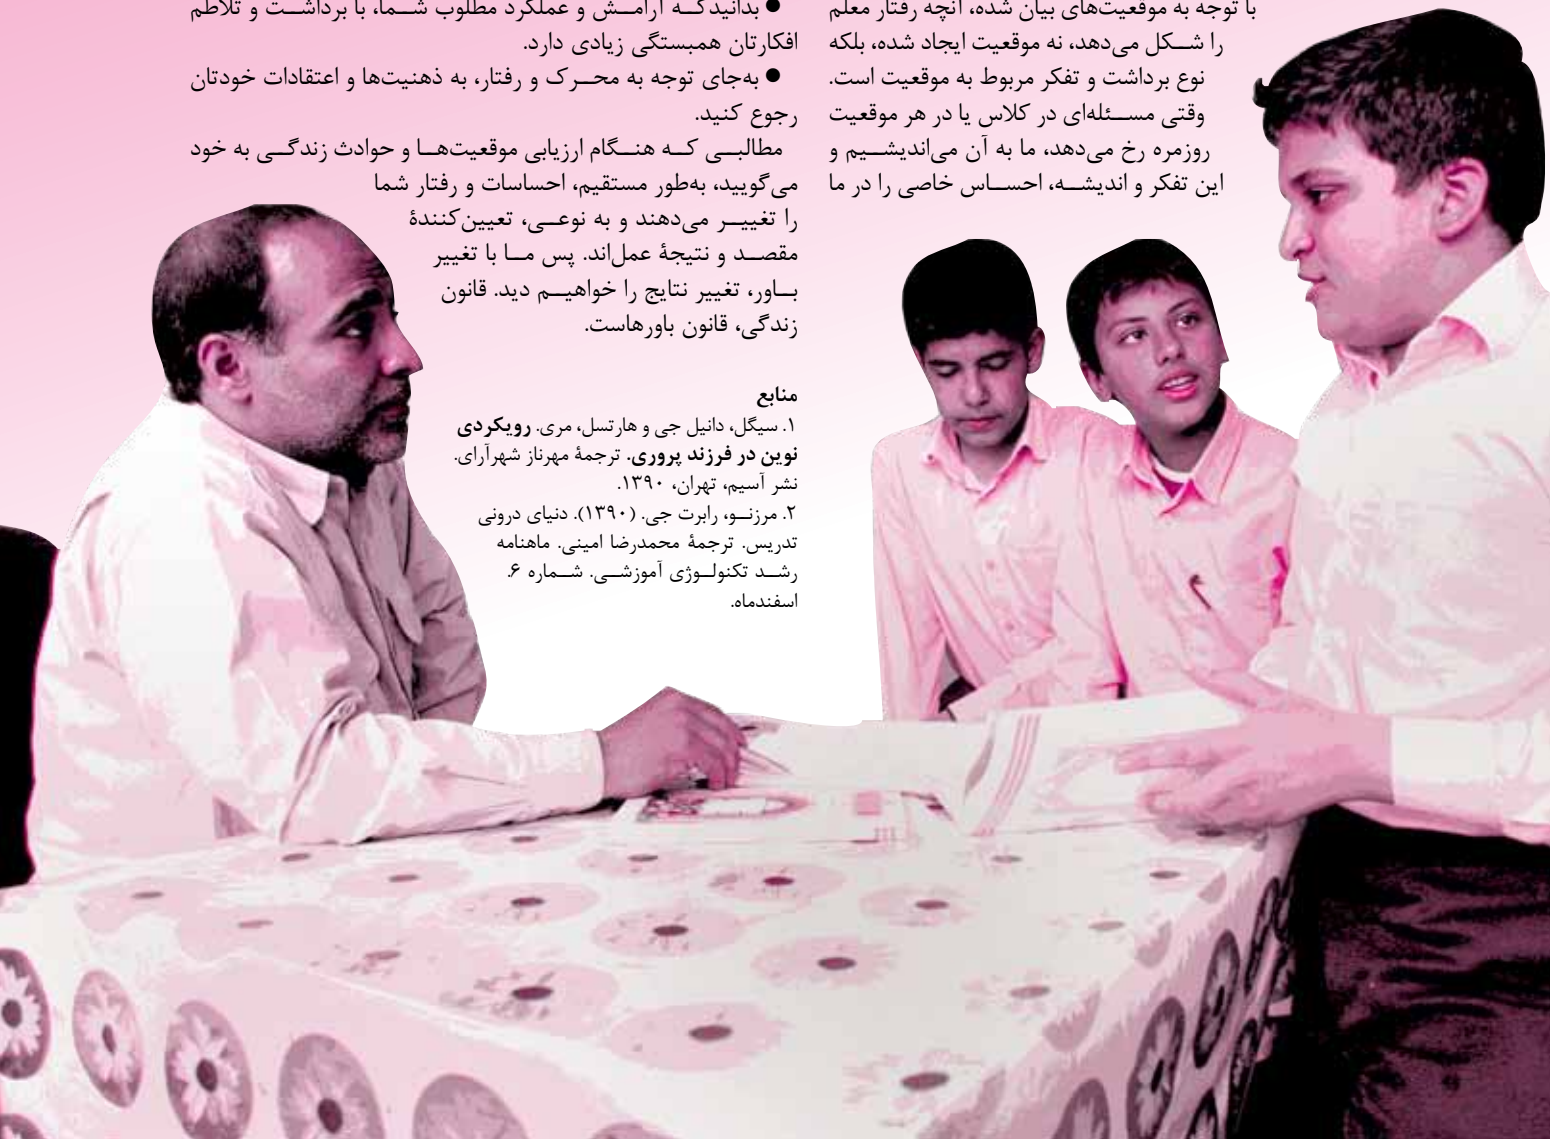 با توجه به موقعیت‌های بیان شده، آنچه رفتار معلم
را شکل می‌دهد، نه موقعیت ایجاد شده، بلکه
نوع برداشت و تفکر مربوط به موقعیت است.
وقتی مسئله‌ای در کلاس یا در هر موقعیت
روزمره رخ می‌دهد، ما به آن می‌اندیشیم و
این تفکر و اندیشه، احساس خاصی را در ما
● بدانید که آرامش و عملکرد مطلوب شما، با برداشت و تلاطم
افکارتان همبستگی زیادی دارد.
● به‌جای توجه به محرک و رفتار، به ذهنیت‌ها و اعتقادات خودتان
رجوع کنید.
مطالبی که هنگام ارزیابی موقعیت‌ها و حوادث زندگی به خود
می‌گویید، به‌طور مستقیم، احساسات و رفتار شما
را تغییر می‌دهند و به نوعی، تعیین‌کنندهٔ
مقصد و نتیجهٔ عمل‌اند. پس ما با تغییر
باور، تغییر نتایج را خواهیم دید. قانون
زندگی، قانون باورهاست.
منابع
۱. سیگل، دانیل جی و هارتسل، مری. رویکردی
نوین در فرزند پروری. ترجمهٔ مهرناز شهرآرای.
نشر آسیم، تهران، ۱۳۹۰.
۲. مرزنو، رابرت جی. (۱۳۹۰). دنیای درونی
تدریس. ترجمهٔ محمدرضا امینی. ماهنامه
رشد تکنولوژی آموزشی. شماره ۶.
اسفندماه.